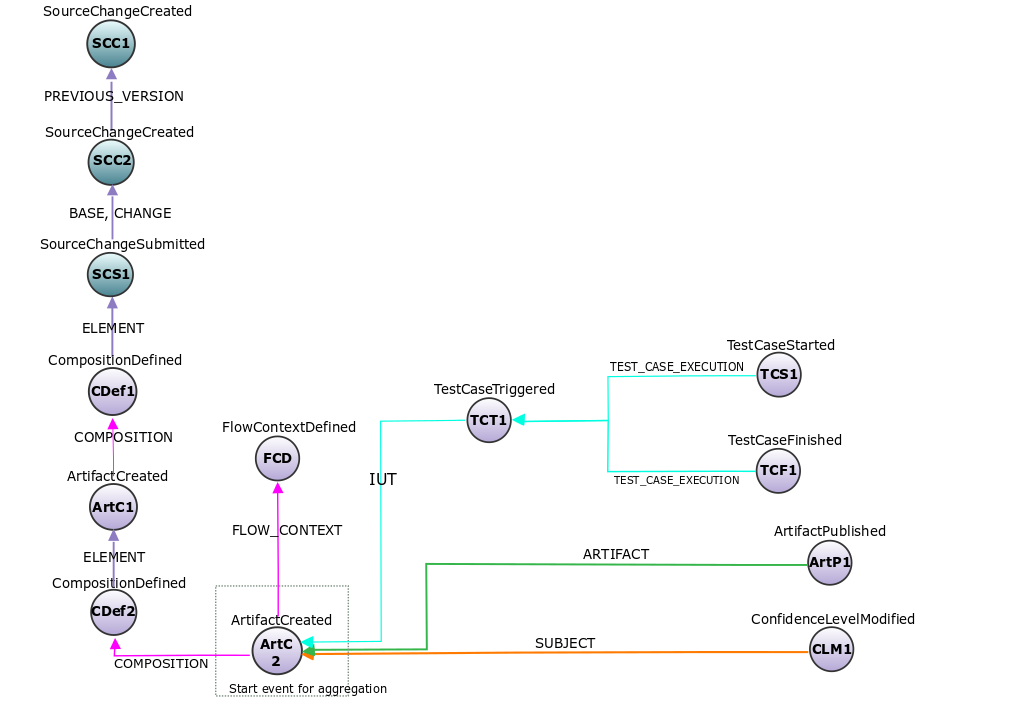 SourceChangeCreated
SCC1
PREVIOUS_VERSION
SourceChangeCreated
SCC2
BASE, CHANGE
SourceChangeSubmitted
SCS1
ELEMENT
CompositionDefined
CDef1
COMPOSITION
ArtifactCreated
ArtC1
ELEMENT
CompositionDefined
CDef2
COMPOSITION
FlowContextDefined
FCD
FLOW_CONTEXT
ArtifactCreated
ArtC
2
Start event for aggregation
TestCaseTriggered
TCT1
IUT
TestCaseStarted
TEST_CASE_EXECUTION
TCS1
TestCaseFinished
TCF1
TEST_CASE_EXECUTION
ArtifactPublished
ARTIFACT
ArtP1
ConfidenceLevelModified
SUBJECT
CLM1